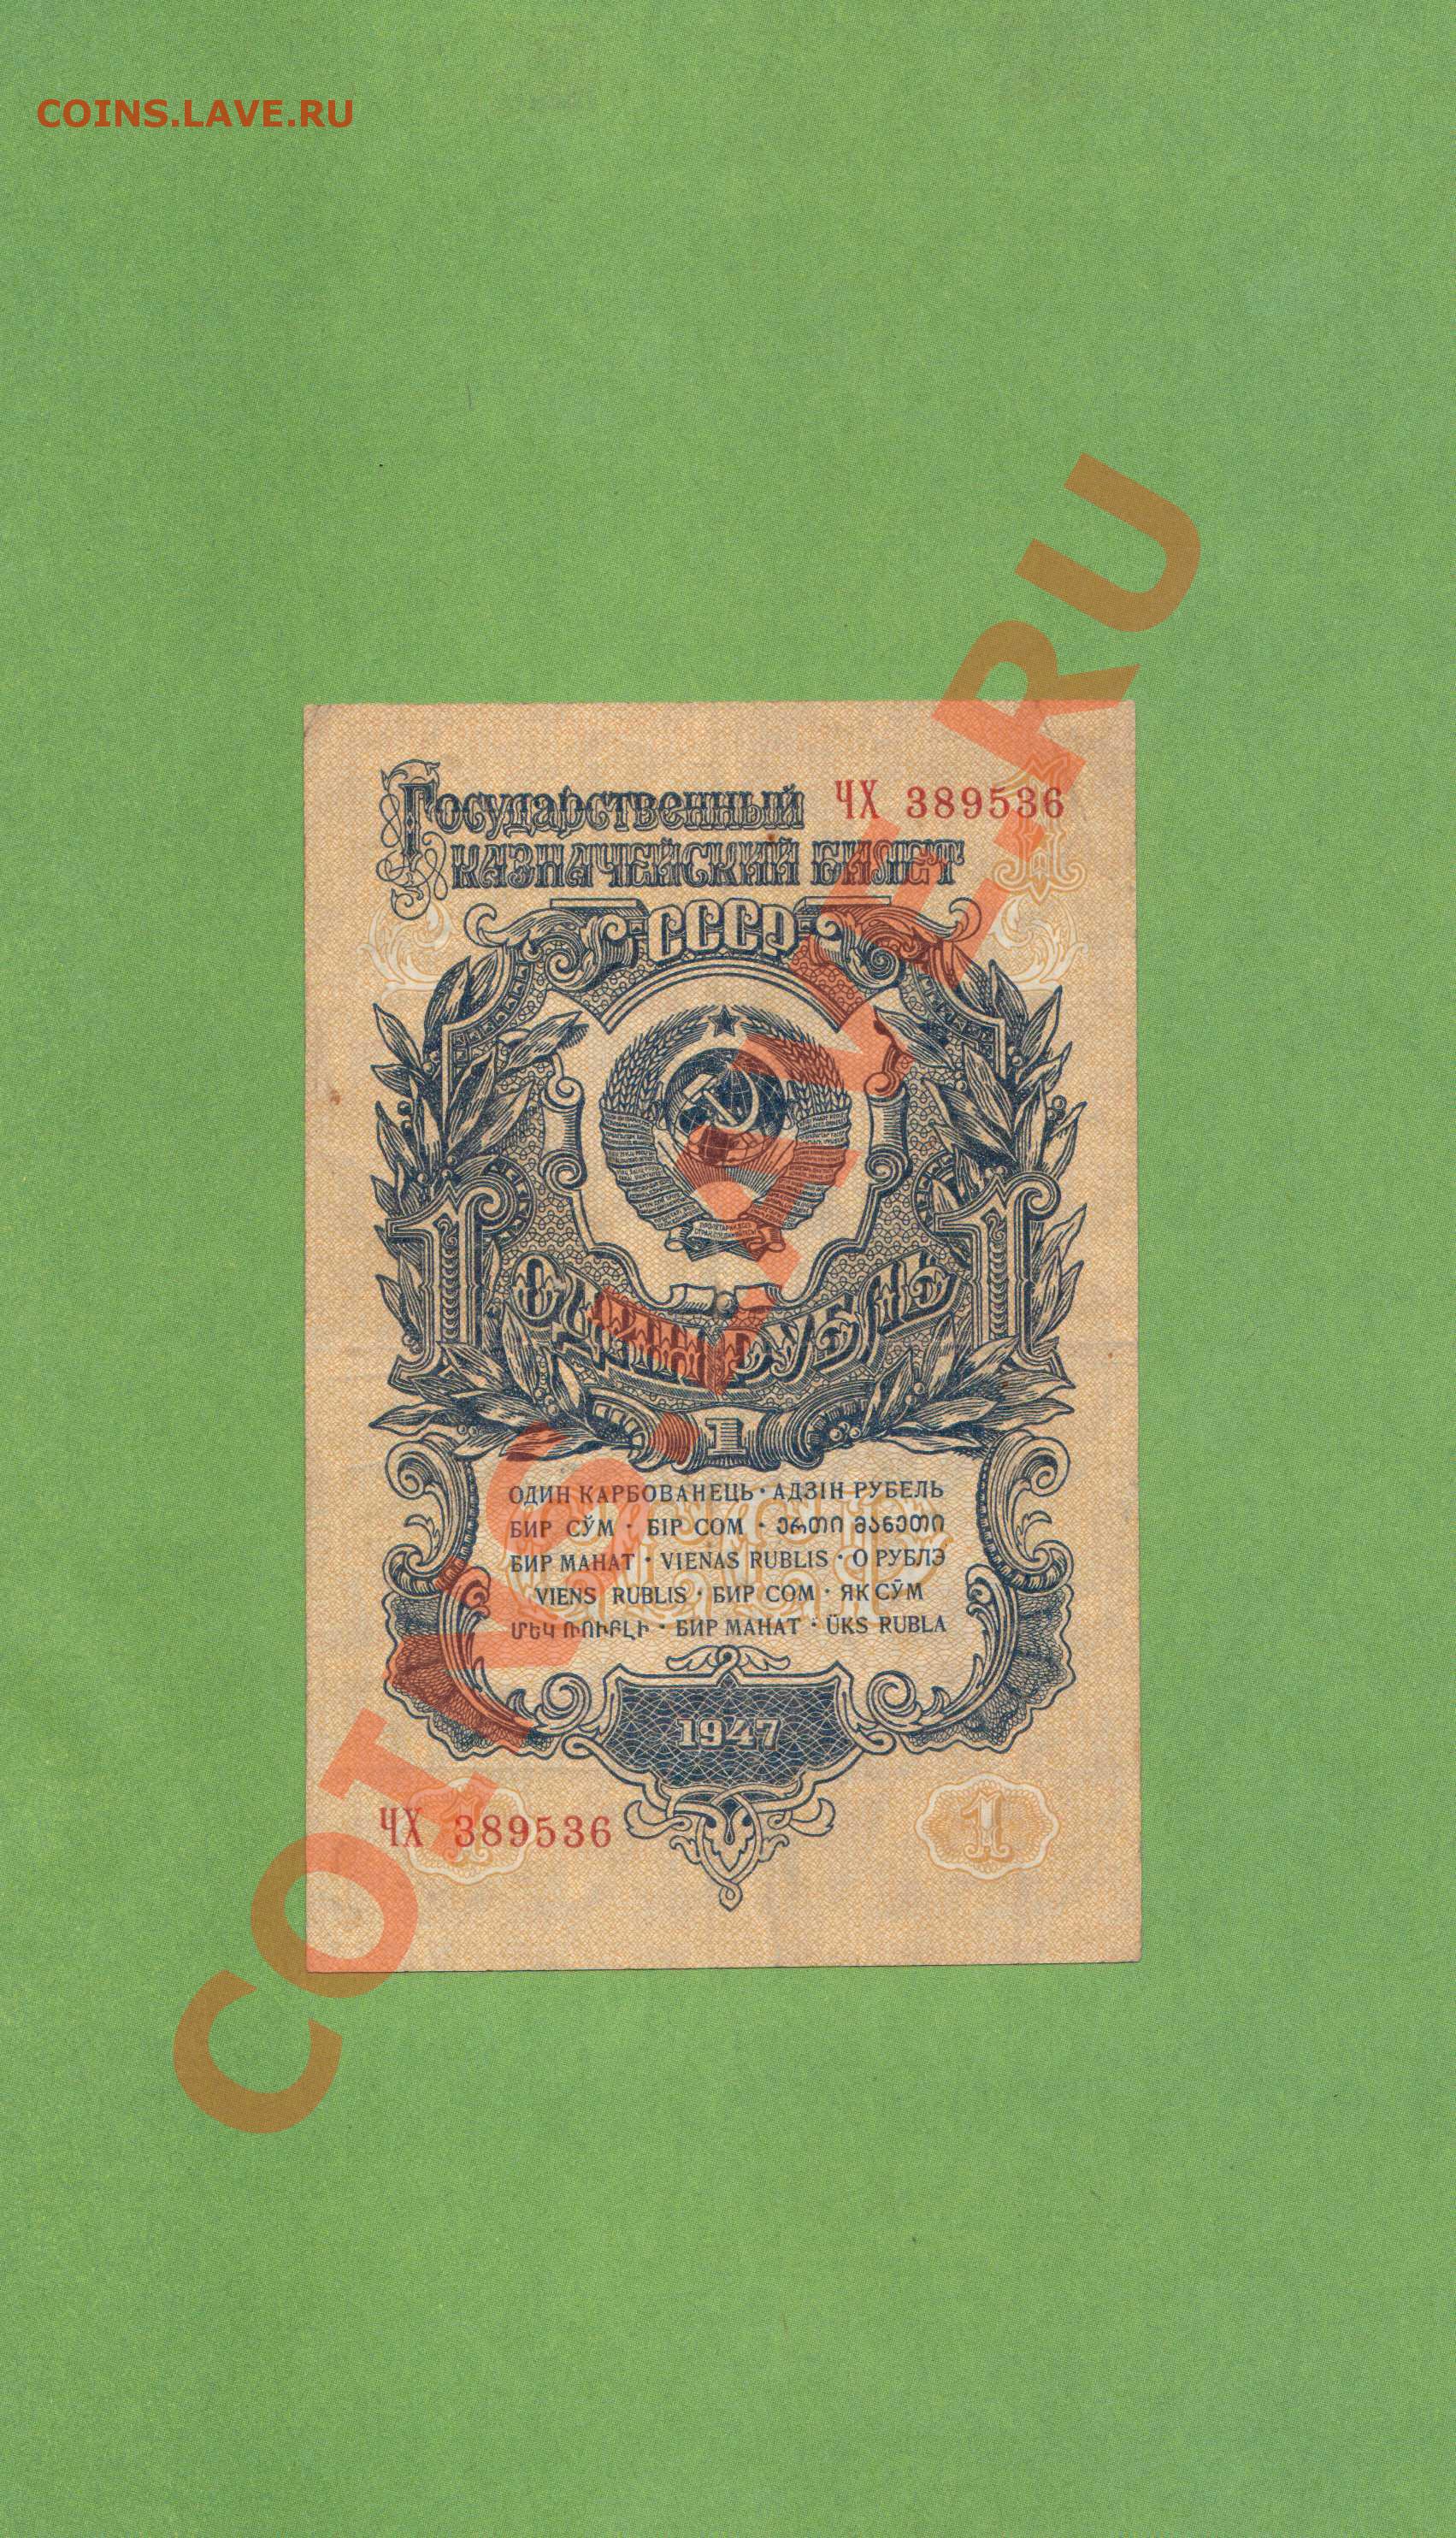 COINS.LAVE.RU
Государственный ЧХ 389536
казначейский билет
СССР
1 1
ОДИН РУБЛЬ
1
ОДИН КАРБОВАНЕЦЬ · АДЗІН РУБЕЛЬ
БИР СЎМ · БІР СОМ · ერთი მანეთი
БИР МАНАТ · VIENAS RUBLIS · О РУБЛЭ
VIENS RUBLIS · БИР СОМ · ЯК СӮМ
ՄԵԿ ՌՈՒԲԼԻ · БИР МАНАТ · ÜKS RUBLA
1947
ЧХ 389536 1 1
COINS.LAVE.RU